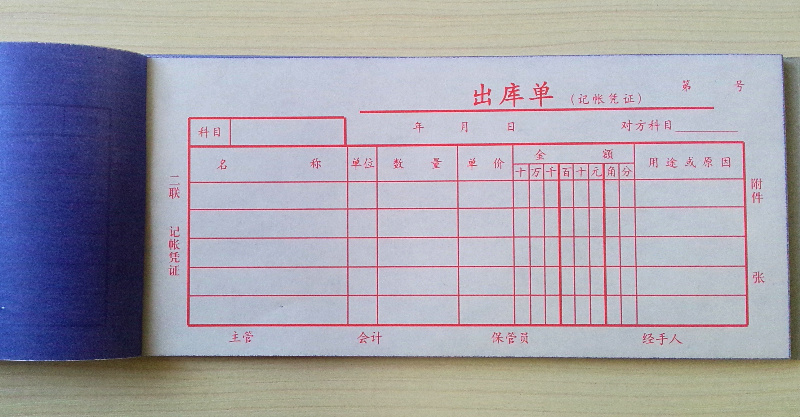 出库单 (记帐凭证) 第 号
科目 年 月 日 对方科目
名 称 单位 数 量 单 价 金 额 用途或原因
十 万 千 百 十 元 角 分
二联 记帐凭证
附件 张
主管 会计 保管员 经手人